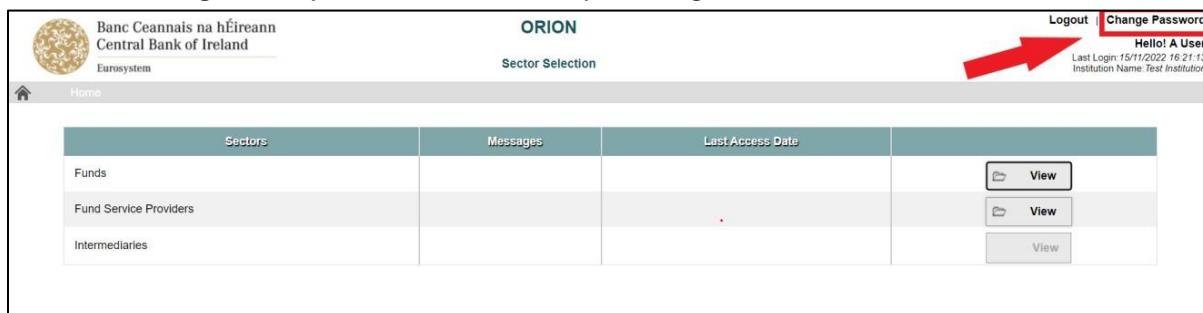 Banc Ceannais na hÉireann
Central Bank of Ireland
Eurosystem
ORION
Sector Selection
Logout | Change Password
Hello! A User
Last Login: 15/11/2022 16:21:13
Institution Name: Test Institution
Home
Sectors Messages Last Access Date
Funds View
Fund Service Providers View
Intermediaries View